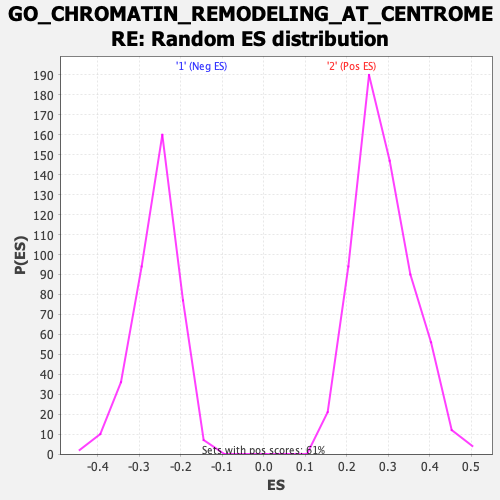 GO_CHROMATIN_REMODELING_AT_CENTROME
RE: Random ES distribution
'1' (Neg ES) '2' (Pos ES)
190
180
170
160
150
140
130
120
110
100
90
80
70
60
50
40
30
20
10
0
P(ES)
Sets with pos scores: 61%
-0.4 -0.3 -0.2 -0.1 0.0 0.1 0.2 0.3 0.4 0.5
ES